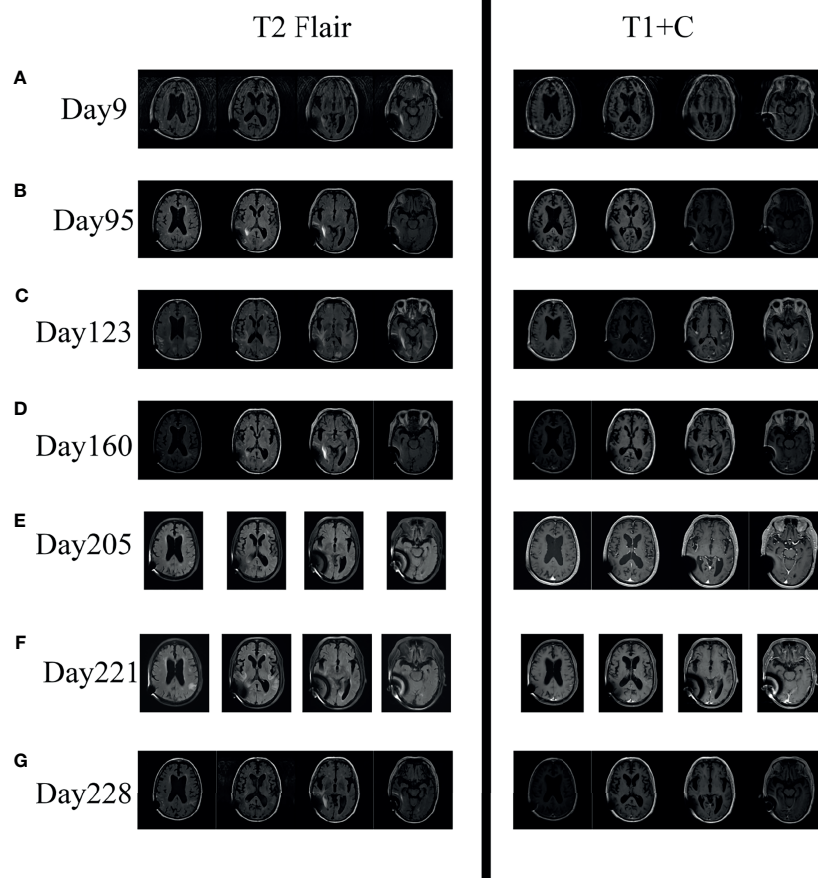 T2 Flair T1+C
A
Day9
B
Day95
C
Day123
D
Day160
E
Day205
F
Day221
G
Day228